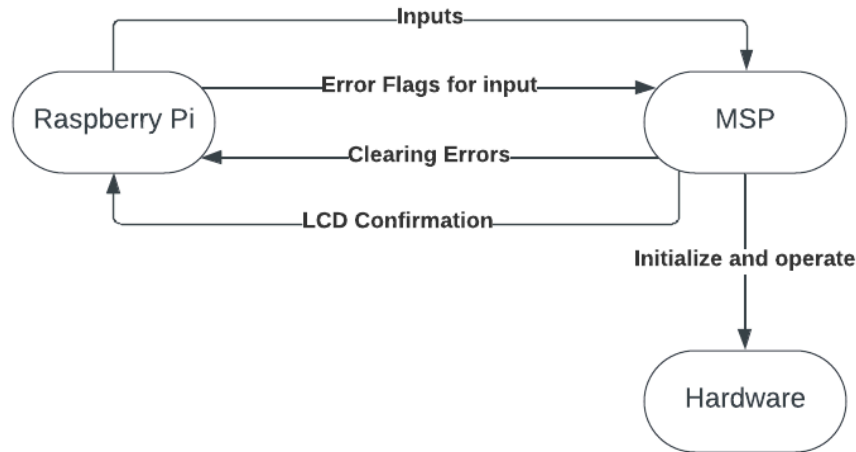 Inputs
Error Flags for input
Raspberry Pi
MSP
Clearing Errors
LCD Confirmation
Initialize and operate
Hardware